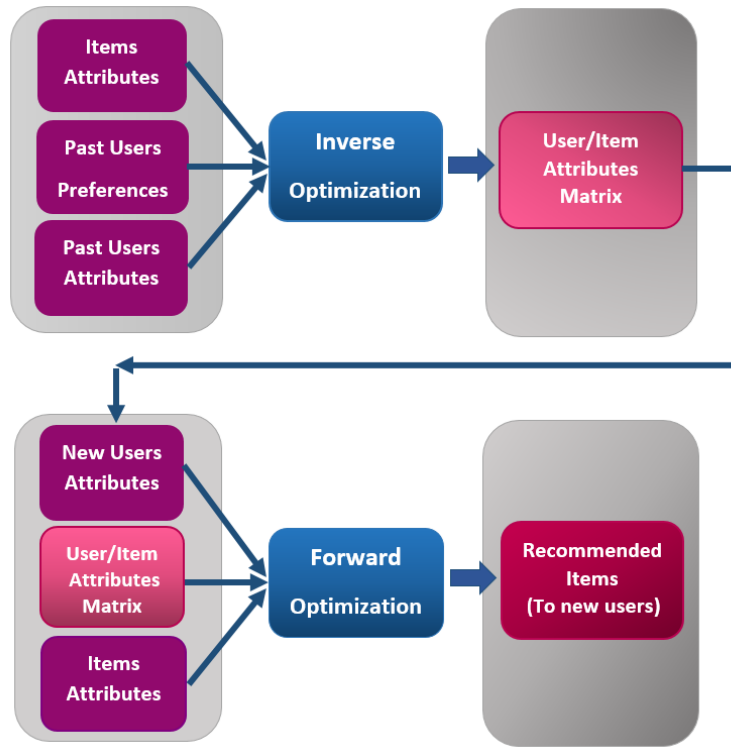 Items
Attributes
Past Users
Preferences
Past Users
Attributes
Inverse
Optimization
User/Item
Attributes
Matrix
New Users
Attributes
User/Item
Attributes
Matrix
Items
Attributes
Forward
Optimization
Recommended
Items
(To new users)